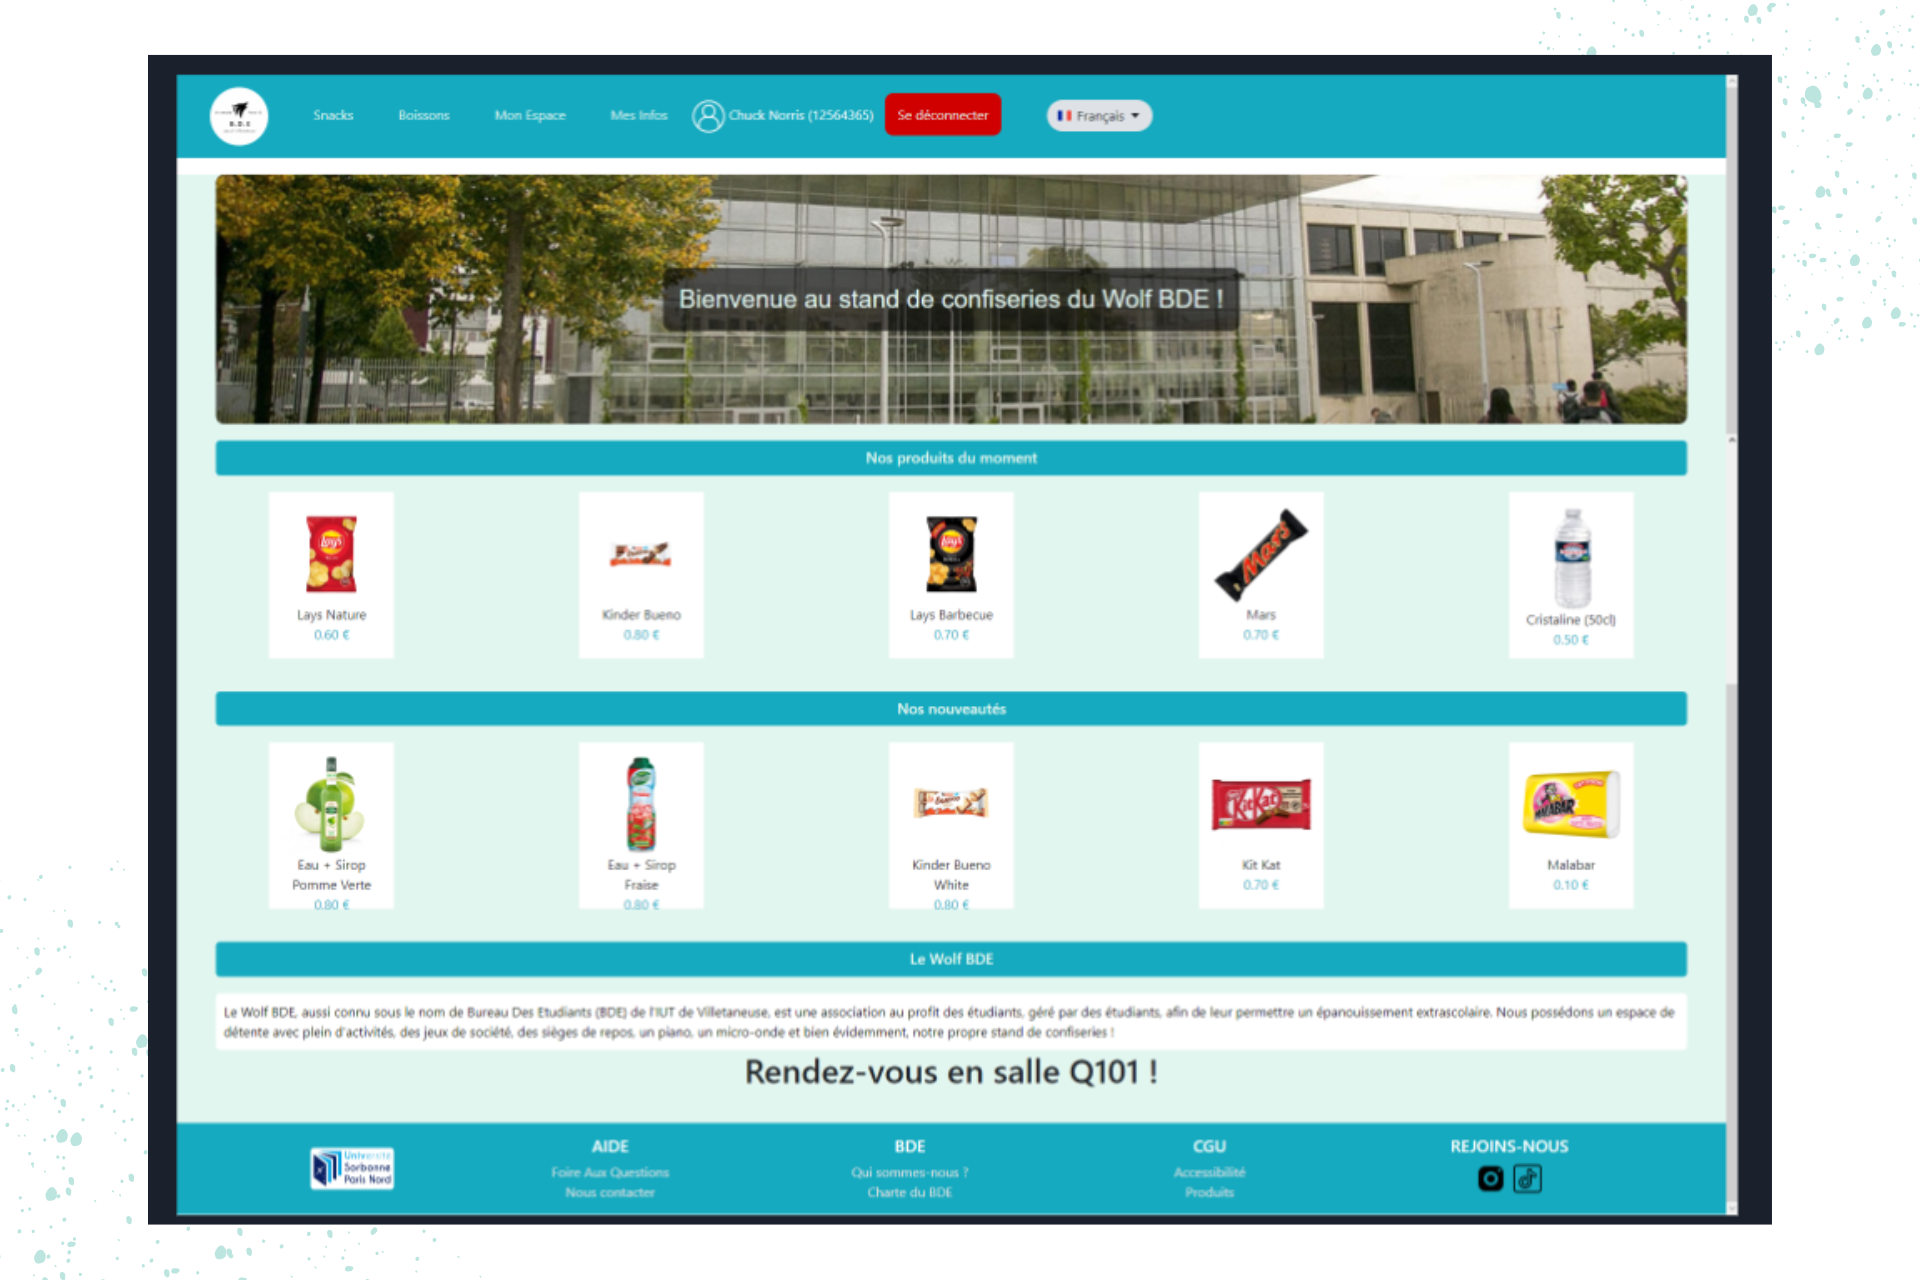 B.D.E
Snacks
Boissons
Mon Espace
Mes Infos
Chuck Norris (12564365)
Se déconnecter
Français
Bienvenue au stand de confiseries du Wolf BDE !
Nos produits du moment
Lay's
Lay's
Mars
Lays Nature
Kinder Bueno
Lays Barbecue
Mars
Cristaline (50cl)
0.60 €
0.80 €
0.70 €
0.70 €
0.50 €
Nos nouveautés
Bueno
KitKat
MALABAR
Eau + Sirop
Pomme Verte
0.80 €
Eau + Sirop
Fraise
0.80 €
Kinder Bueno
White
0.80 €
Kit Kat
0.70 €
Malabar
0.10 €
Le Wolf BDE
Le Wolf BDE, aussi connu sous le nom de Bureau Des Etudiants (BDE) de l'IUT de Villetaneuse, est une association au profit des étudiants, géré par des étudiants, afin de leur permettre un épanouissement extrascolaire. Nous possédons un espace de
détente avec plein d'activités, des jeux de société, des sièges de repos, un piano, un micro-onde et bien évidemment, notre propre stand de confiseries !
Rendez-vous en salle Q101 !
Université
Sorbonne
Paris Nord
AIDE
Foire Aux Questions
Nous contacter
BDE
Qui sommes-nous ?
Charte du BDE
CGU
Accessibilité
Produits
REJOINS-NOUS